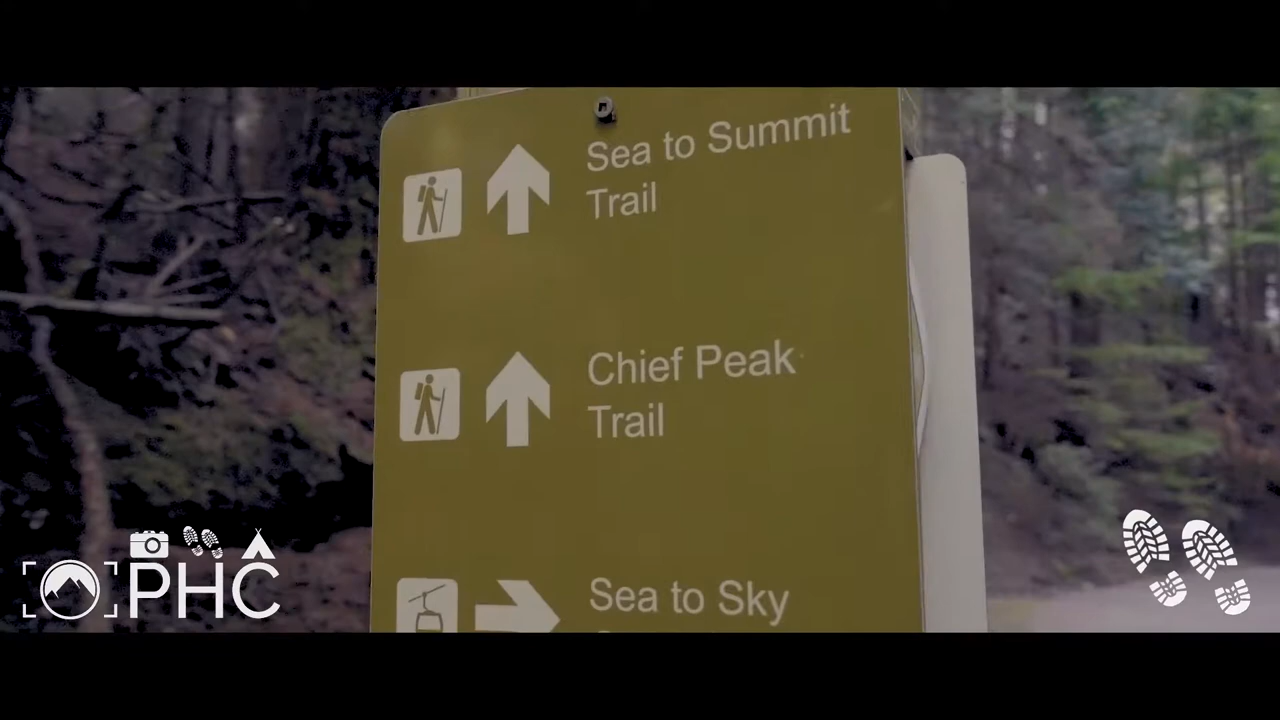 Sea to Summit
Trail
Chief Peak
Trail
Sea to Sky
PHC